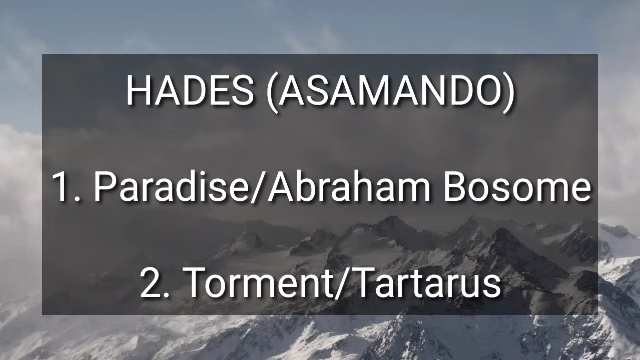 HADES (ASAMANDO)
1. Paradise/Abraham Bosome
2. Torment/Tartarus